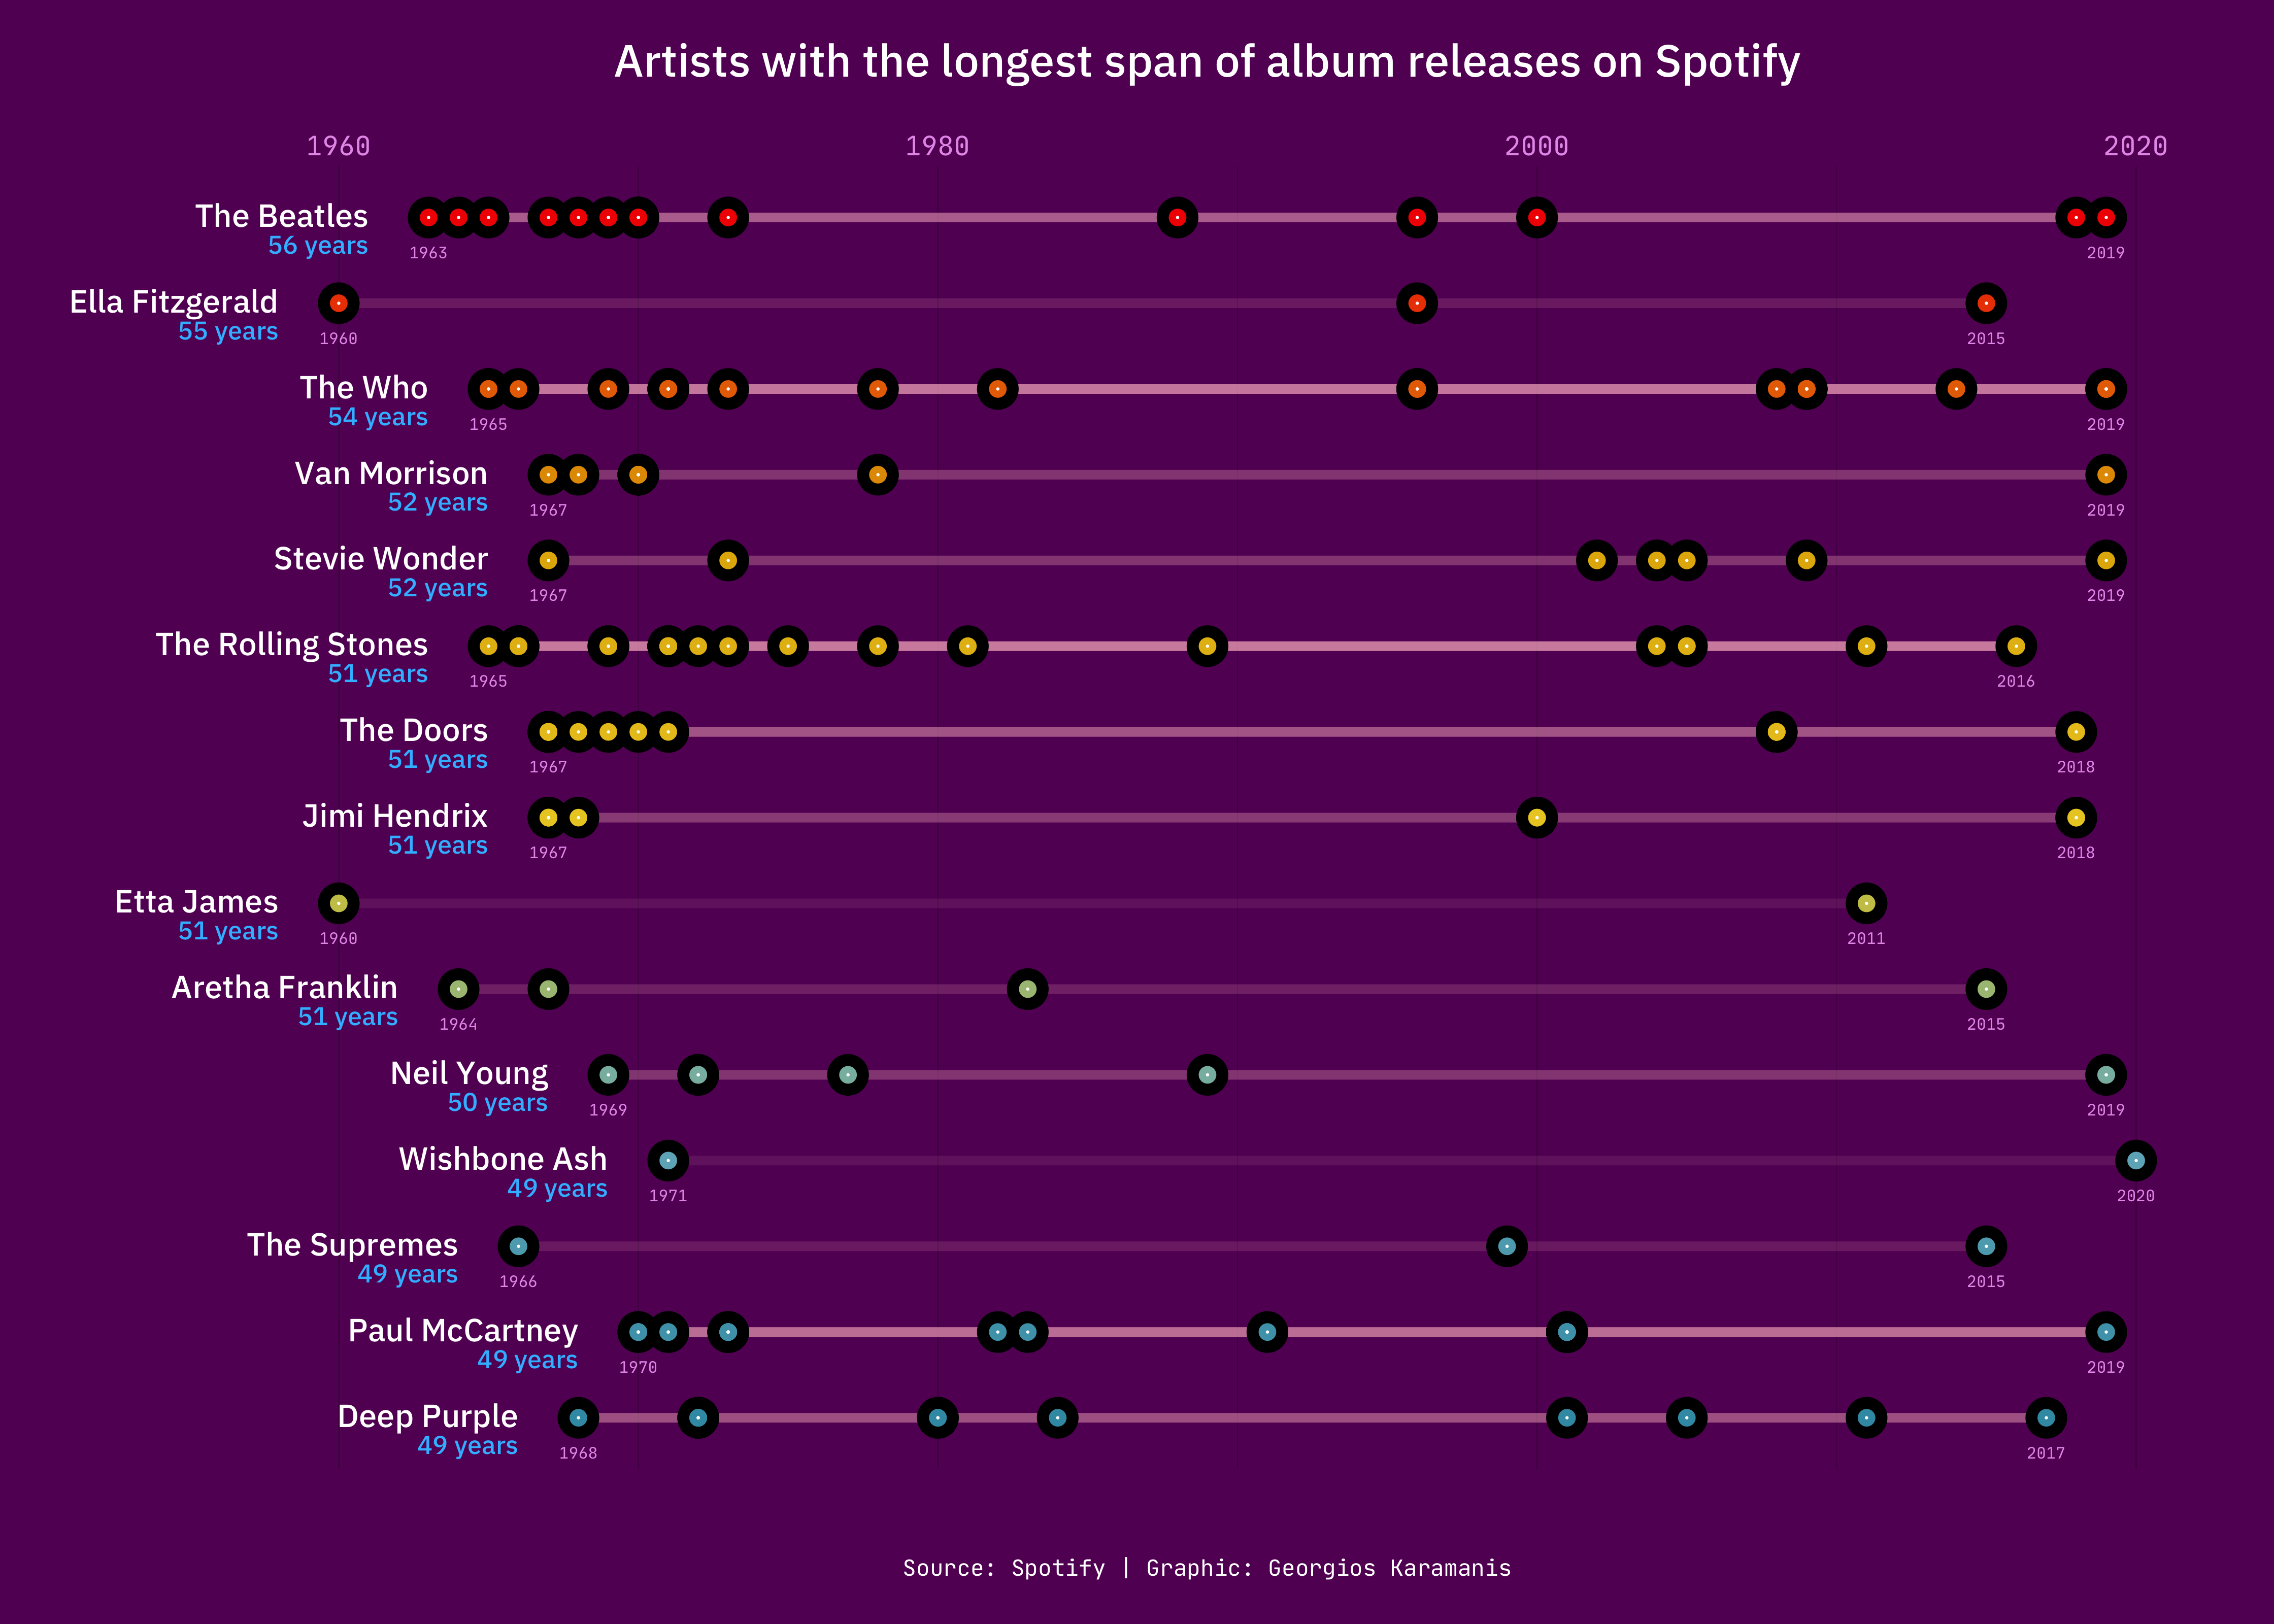 Artists with the longest span of album releases on Spotify
1960 1980 2000 2020
The Beatles
56 years
1963 2019
Ella Fitzgerald
55 years
1960 2015
The Who
54 years
1965 2019
Van Morrison
52 years
1967 2019
Stevie Wonder
52 years
1967 2019
The Rolling Stones
51 years
1965 2016
The Doors
51 years
1967 2018
Jimi Hendrix
51 years
1967 2018
Etta James
51 years
1960 2011
Aretha Franklin
51 years
1964 2015
Neil Young
50 years
1969 2019
Wishbone Ash
49 years
1971 2020
The Supremes
49 years
1966 2015
Paul McCartney
49 years
1970 2019
Deep Purple
49 years
1968 2017
Source: Spotify | Graphic: Georgios Karamanis